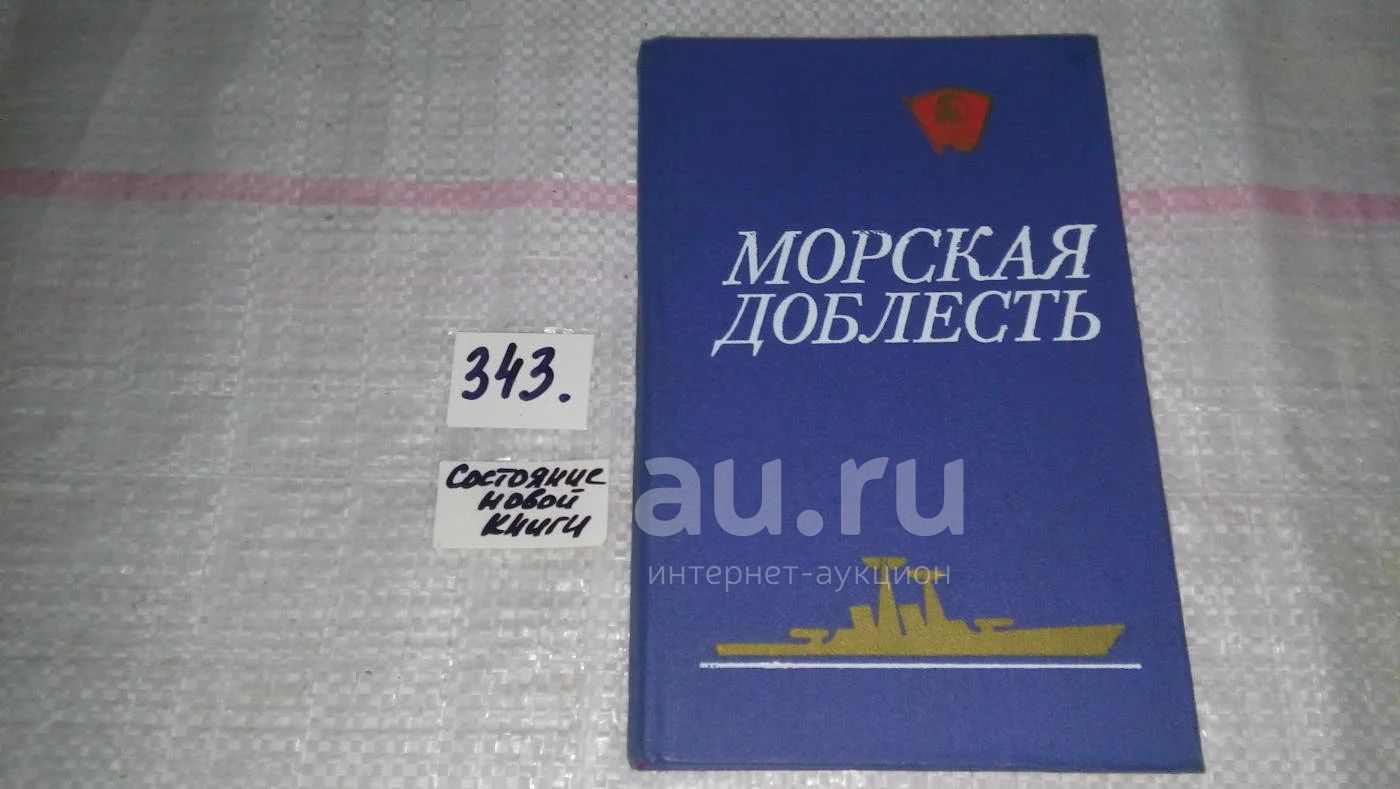 МОРСКАЯ
ДОБЛЕСТЬ
343.
Состояние
новой
книги
au.ru
интернет-аукцион